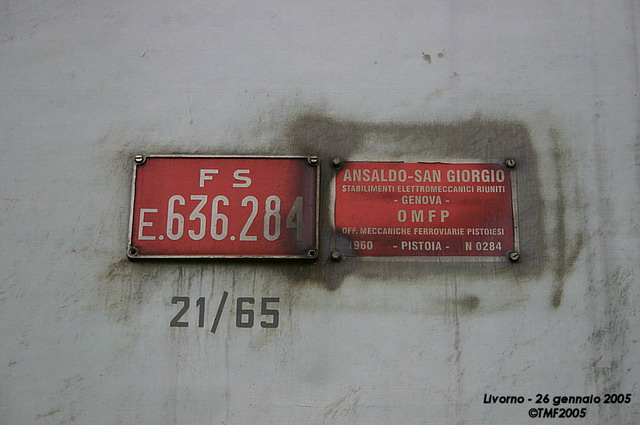 F S
E.636.284
ANSALDO-SAN GIORGIO
STABILIMENTI ELETTROMECCANICI RIUNITI
- GENOVA -
OMFP
OFF. MECCANICHE FERROVIARIE PISTOIESI
1960 - PISTOIA - N 0284
21/65
Livorno - 26 gennaio 2005
©TMF2005